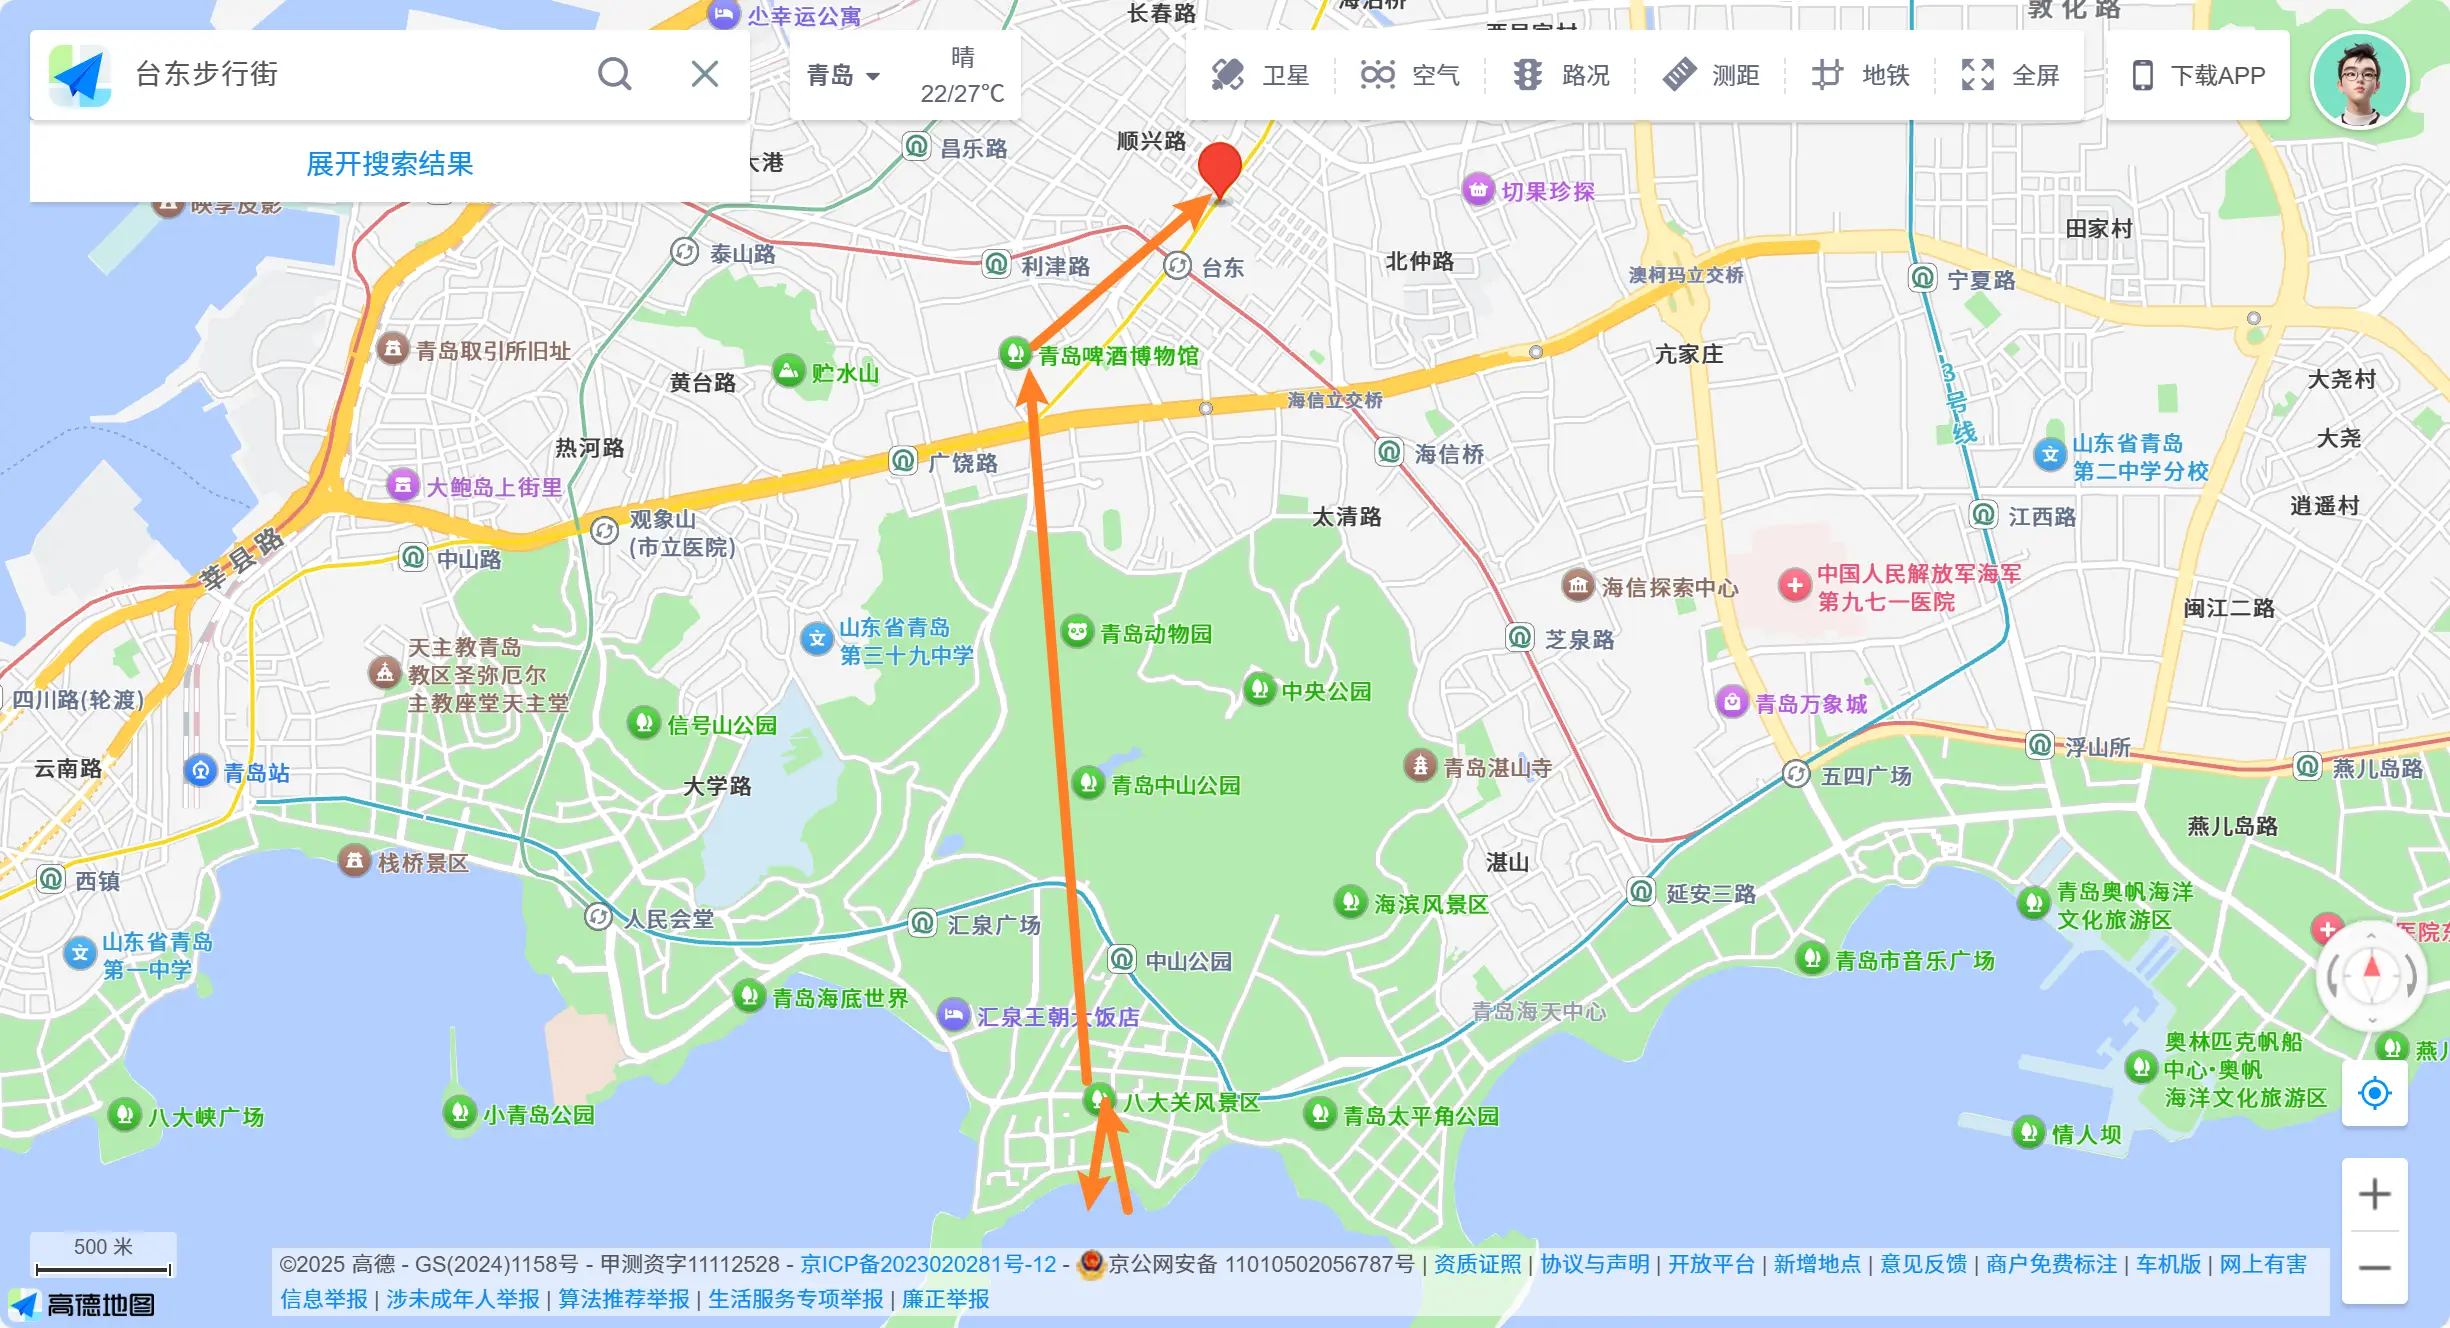 小幸运公寓
长春路
敦化路
台东步行街
青岛
晴
22/27℃
卫星
空气
路况
测距
地铁
全屏
下载APP
展开搜索结果
顺兴路
昌乐路
大港
切果珍探
映享皮影
田家村
泰山路
利津路
台东
北仲路
澳柯玛立交桥
宁夏路
青岛取引所旧址
贮水山
黄台路
青岛啤酒博物馆
亢家庄
3号线
大尧村
海信立交桥
热河路
广饶路
海信桥
大尧
山东省青岛
第二中学分校
大鲍岛上街里
太清路
逍遥村
观象山
(市立医院)
江西路
莘县路
中山路
海信探索中心
中国人民解放军海军
第九七一医院
闽江二路
天主教青岛
教区圣弥厄尔
主教座堂天主堂
山东省青岛
第三十九中学
青岛动物园
芝泉路
四川路(轮渡)
信号山公园
中央公园
青岛万象城
云南路
青岛站
大学路
青岛中山公园
青岛湛山寺
五四广场
浮山所
燕儿岛路
燕儿岛路
栈桥景区
湛山
西镇
人民会堂
汇泉广场
海滨风景区
延安三路
青岛奥帆海洋
文化旅游区
山东省青岛
第一中学
中山公园
青岛市音乐广场
医院东
青岛海底世界
汇泉王朝大饭店
青岛海天中心
奥林匹克帆船
中心·奥帆
海洋文化旅游区
燕儿
八大峡广场
小青岛公园
八大关风景区
青岛太平角公园
情人坝
500 米
©2025 高德 - GS(2024)1158号 - 甲测资字11112528 - 京ICP备2023020281号-12 - 京公网安备 11010502056787号 | 资质证照 | 协议与声明 | 开放平台 | 新增地点 | 意见反馈 | 商户免费标注 | 车机版 | 网上有害
信息举报 | 涉未成年人举报 | 算法推荐举报 | 生活服务专项举报 | 廉正举报
高德地图